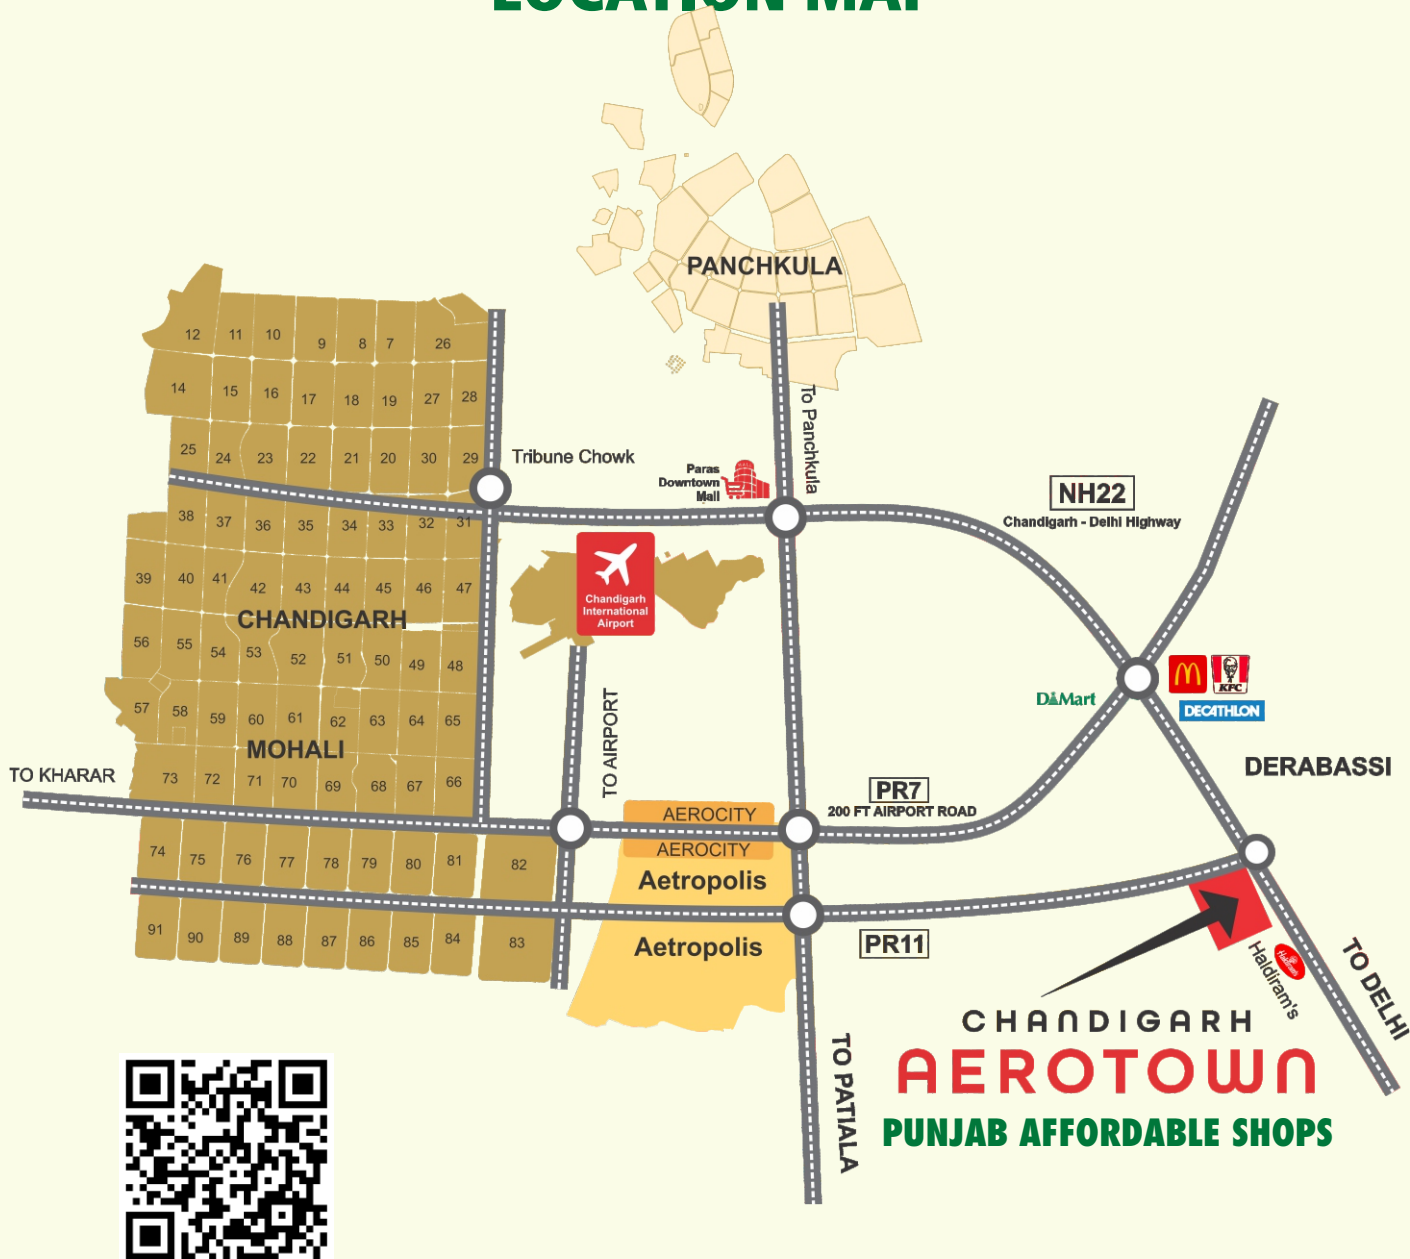 LOCATION MAP
PANCHKULA
12 11 10 9 8 7 26
14 15 16 17 18 19 27 28
To Panchkula
25 24 23 22 21 20 30 29
Tribune Chowk
Paras
Downtown
Mall
NH22
Chandigarh - Delhi Highway
38 37 36 35 34 33 32 31
39 40 41 42 43 44 45 46 47
Chandigarh
International
Airport
CHANDIGARH
56 55 54 53 52 51 50 49 48
57 58 59 60 61 62 63 64 65
MOHALI
TO AIRPORT
DMart
M
KFC
DECATHLON
DERABASSI
TO KHARAR
73 72 71 70 69 68 67 66
PR7
200 FT AIRPORT ROAD
AEROCITY
AEROCITY
74 75 76 77 78 79 80 81 82
Aetropolis
91 90 89 88 87 86 85 84 83
Aetropolis
PR11
Haldiram's
Haldiram's
TO DELHI
CHANDIGARH
AEROTOWN
PUNJAB AFFORDABLE SHOPS
TO PATIALA